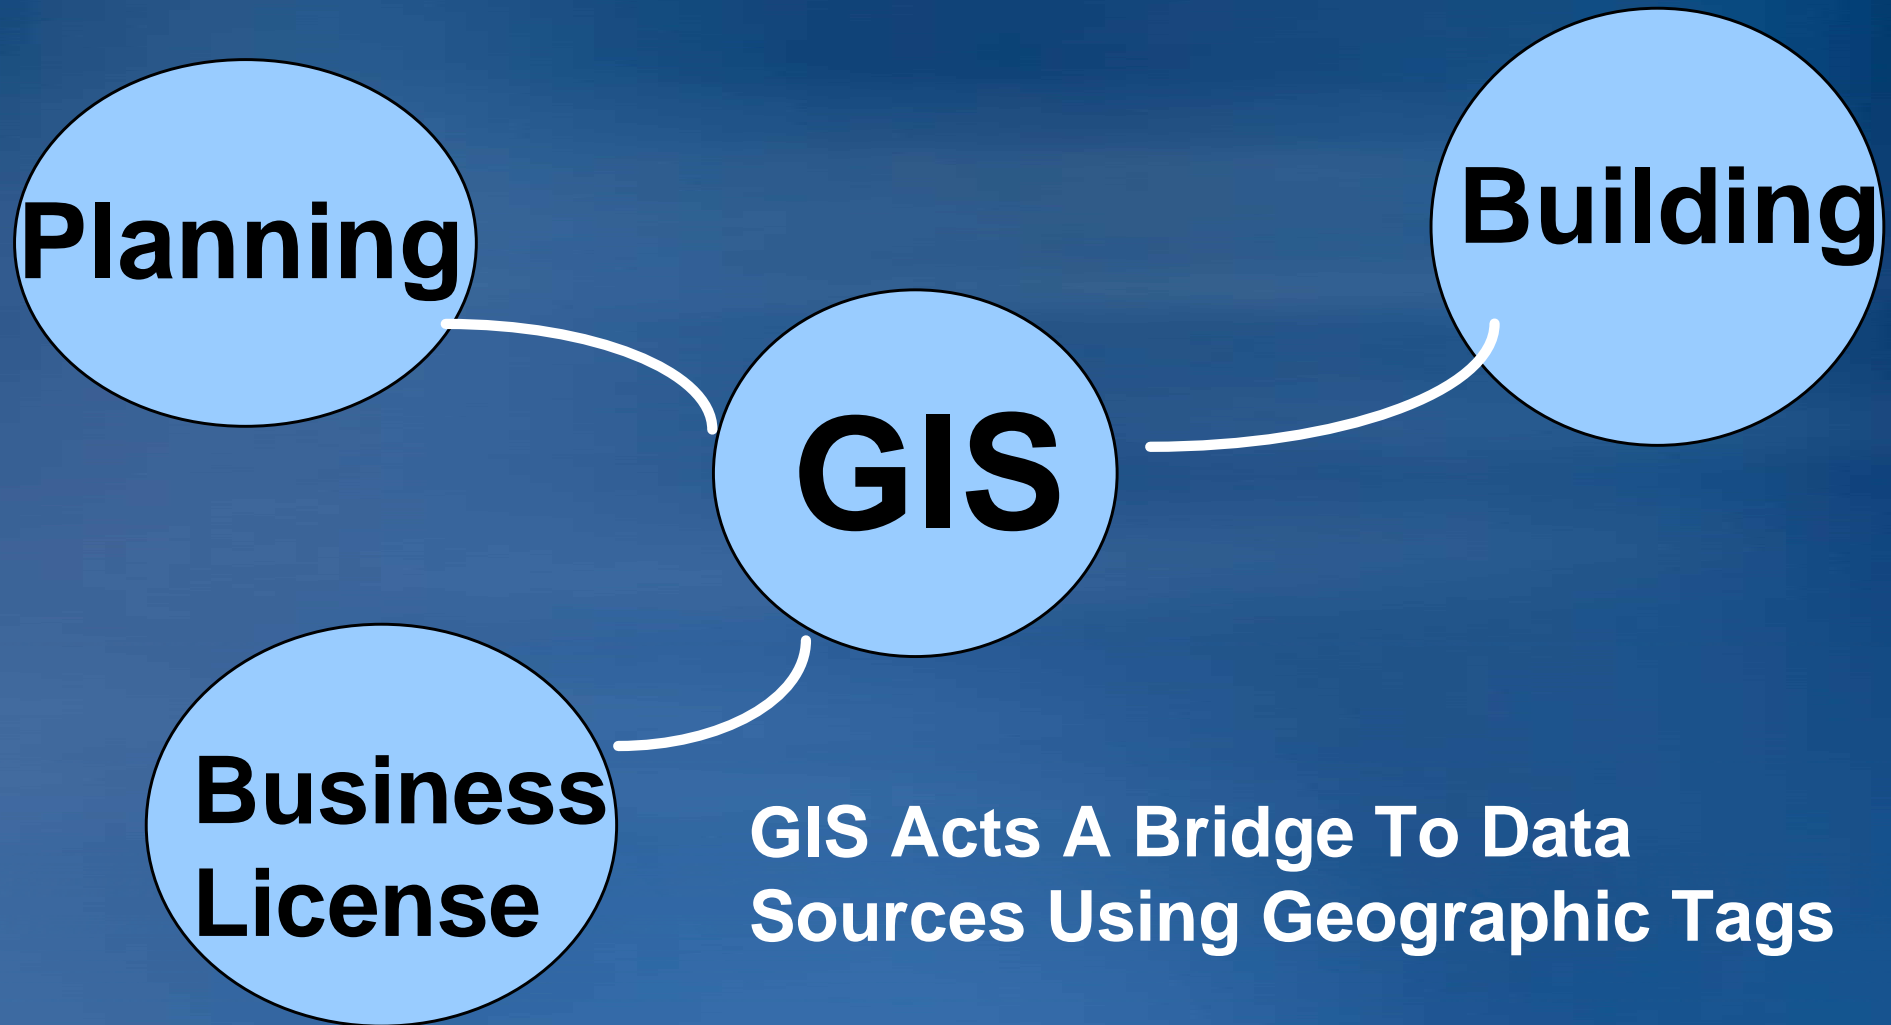 Planning
Building
GIS
Business
License
GIS Acts A Bridge To Data
Sources Using Geographic Tags